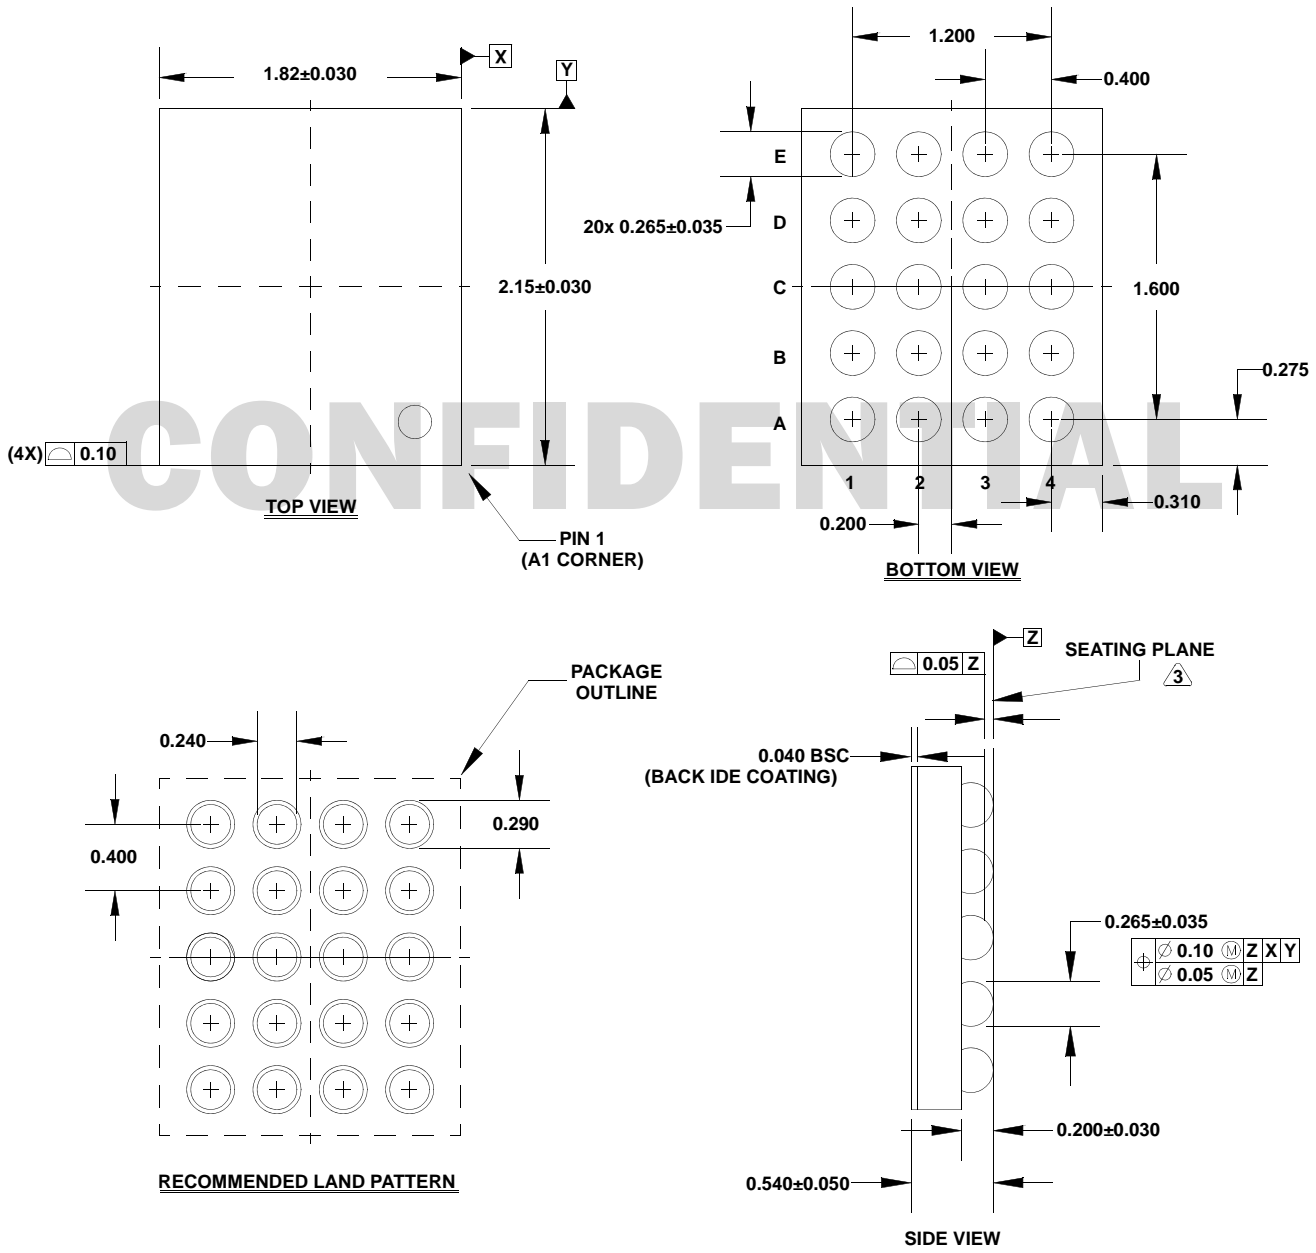 1.82±0.030
X
Y
2.15±0.030
(4X) ⌓ 0.10
TOP VIEW
PIN 1
(A1 CORNER)
1.200
0.400
E
20x 0.265±0.035
D
C
1.600
B
0.275
A
1 2 3 4
0.310
0.200
BOTTOM VIEW
CONFIDENTIAL
PACKAGE
OUTLINE
0.240
0.290
0.400
RECOMMENDED LAND PATTERN
Z
⌓ 0.05 Z
SEATING PLANE
3
0.040 BSC
(BACK IDE COATING)
0.265±0.035
⌖ ∅ 0.10 Ⓜ Z X Y
∅ 0.05 Ⓜ Z
0.200±0.030
0.540±0.050
SIDE VIEW